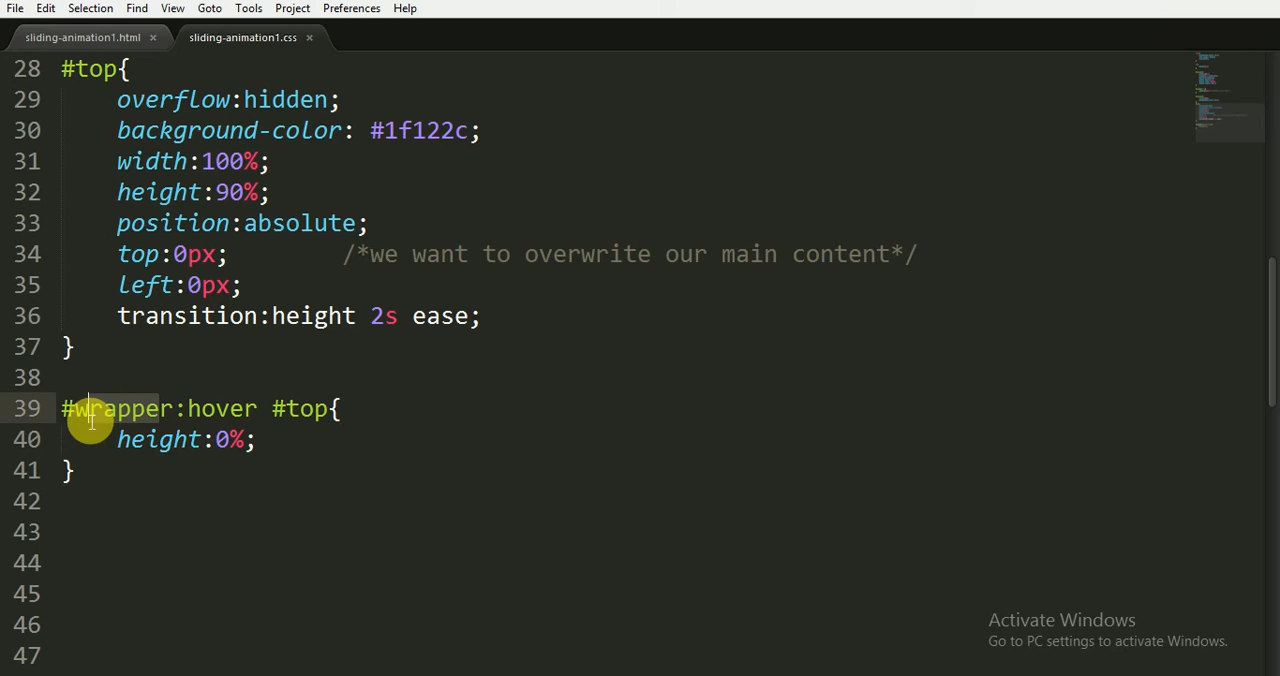 File Edit Selection Find View Goto Tools Project Preferences Help
sliding-animation1.html × sliding-animation1.css ×
28 #top{
29 overflow:hidden;
30 background-color: #1f122c;
31 width:100%;
32 height:90%;
33 position:absolute;
34 top:0px; /*we want to overwrite our main content*/
35 left:0px;
36 transition:height 2s ease;
37 }
38
39 #wrapper:hover #top{
40 height:0%;
41 }
42
43
44
45
46
47
Activate Windows
Go to PC settings to activate Windows.